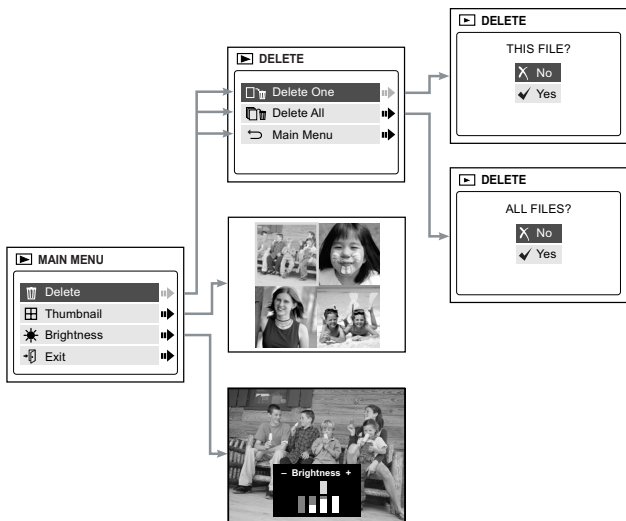 MAIN MENU
Delete
Thumbnail
Brightness
Exit
DELETE
Delete One
Delete All
Main Menu
DELETE
THIS FILE?
No
Yes
DELETE
ALL FILES?
No
Yes
– Brightness +